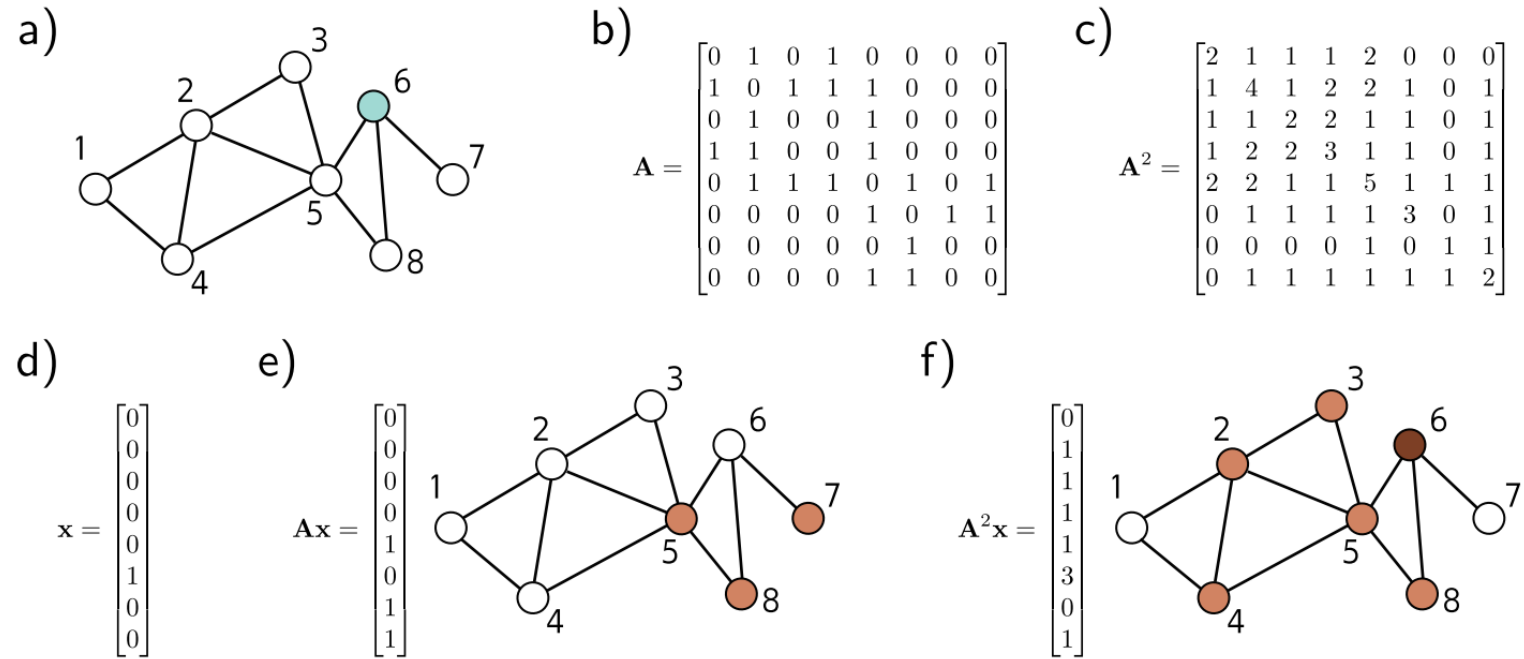 a)
1
2
3
4
5
6
7
8
b)
A =
0 1 0 1 0 0 0 0
1 0 1 1 1 0 0 0
0 1 0 0 1 0 0 0
1 1 0 0 1 0 0 0
0 1 1 1 0 1 0 1
0 0 0 0 1 0 1 1
0 0 0 0 0 1 0 0
0 0 0 0 1 1 0 0
c)
A² =
2 1 1 1 2 0 0 0
1 4 1 2 2 1 0 1
1 1 2 2 1 1 0 1
1 2 2 3 1 1 0 1
2 2 1 1 5 1 1 1
0 1 1 1 1 3 0 1
0 0 0 0 1 0 1 1
0 1 1 1 1 1 1 2
d)
x =
0
0
0
0
0
1
0
0
e)
Ax =
0
0
0
0
1
0
1
1
1
2
3
4
5
6
7
8
f)
A²x =
0
1
1
1
1
3
0
1
1
2
3
4
5
6
7
8